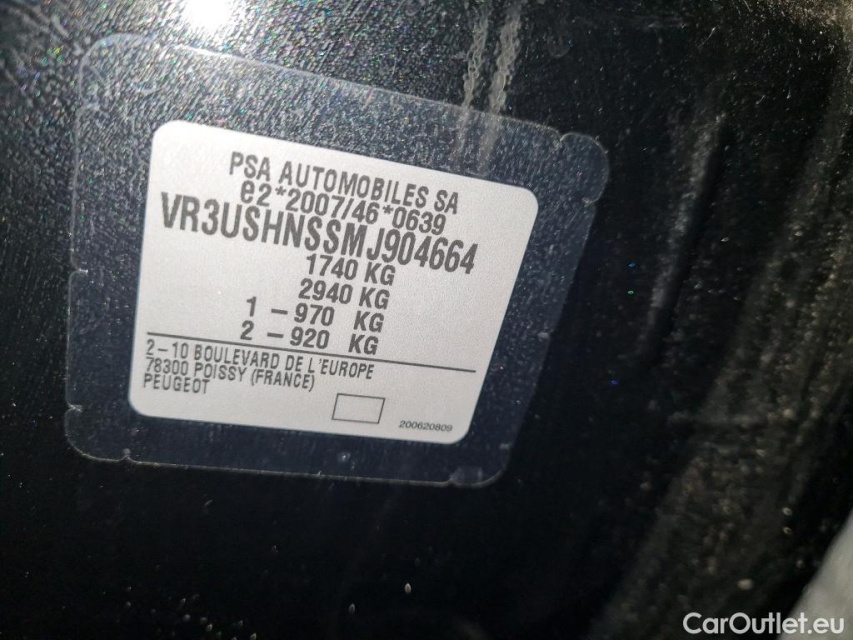 PSA AUTOMOBILES SA
e2*2007/46*0639
VR3USHNSSMJ904664
1740 KG
2940 KG
1 - 970 KG
2 - 920 KG
2-10 BOULEVARD DE L'EUROPE
78300 POISSY (FRANCE)
PEUGEOT
200620809
CarOutlet.eu